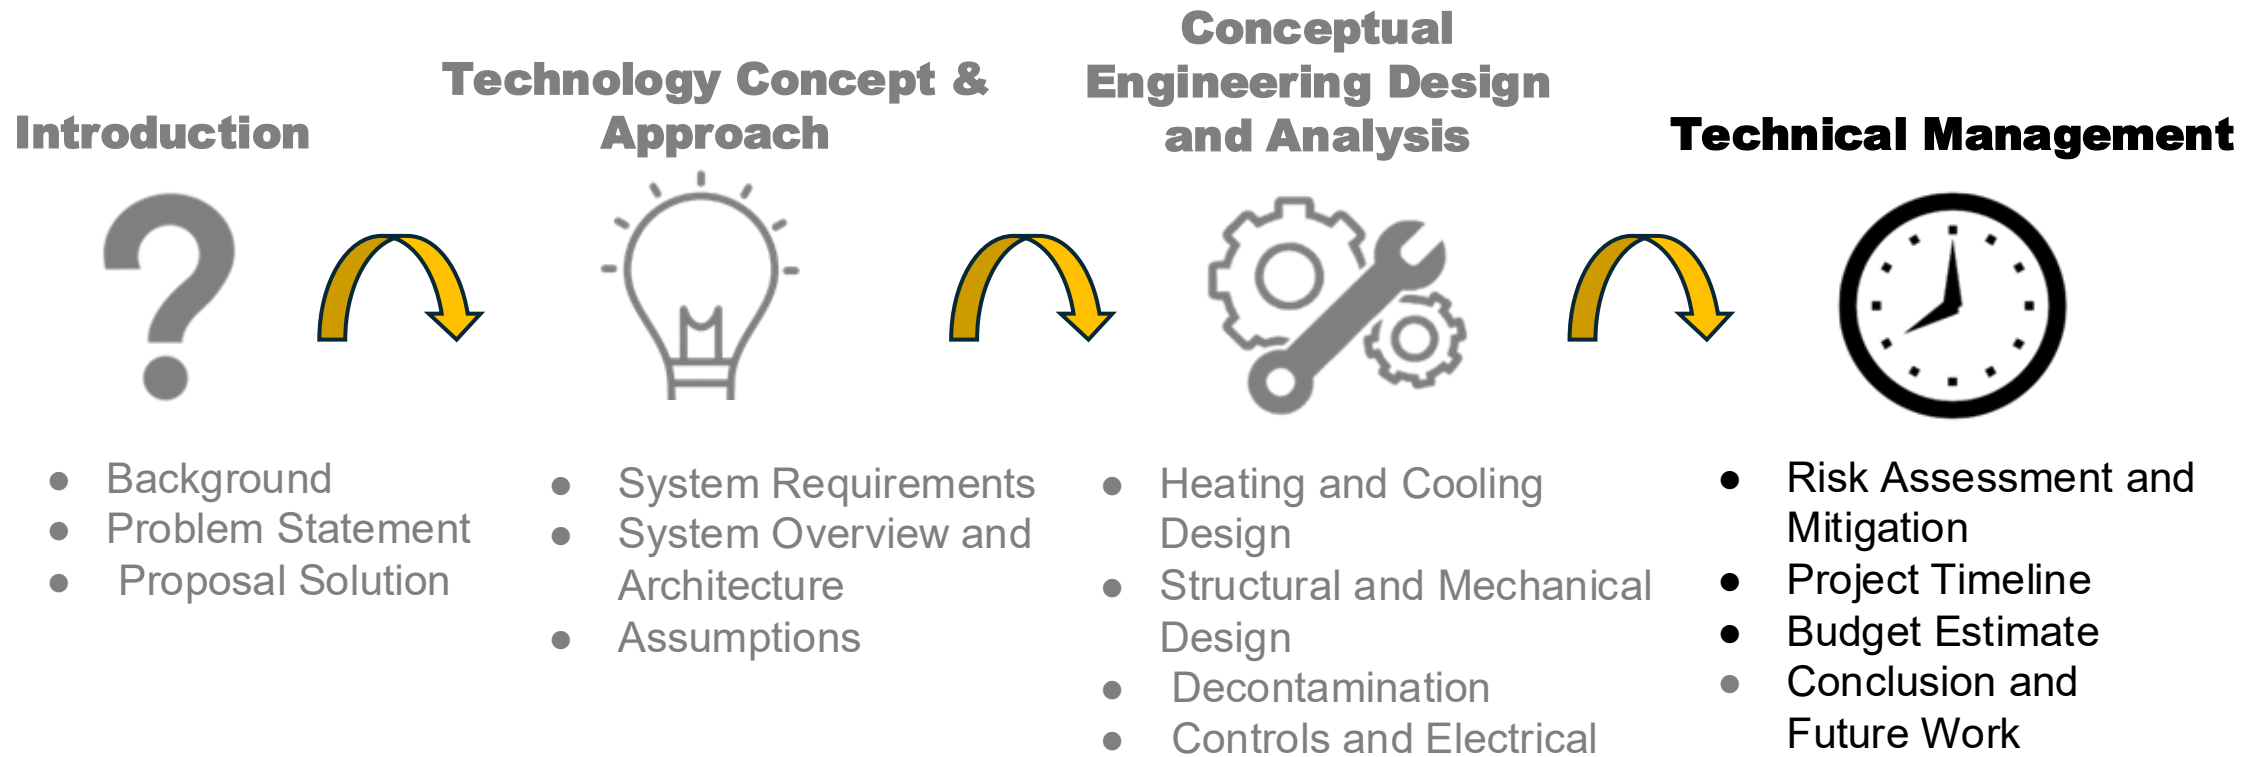 Introduction
● Background
● Problem Statement
● Proposal Solution
Technology Concept &
Approach
● System Requirements
● System Overview and
Architecture
● Assumptions
Conceptual
Engineering Design
and Analysis
● Heating and Cooling
Design
● Structural and Mechanical
Design
● Decontamination
● Controls and Electrical
Technical Management
● Risk Assessment and
Mitigation
● Project Timeline
● Budget Estimate
● Conclusion and
Future Work